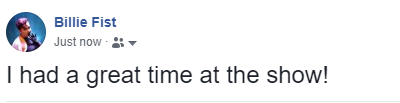 Billie Fist
Just now ·
I had a great time at the show!